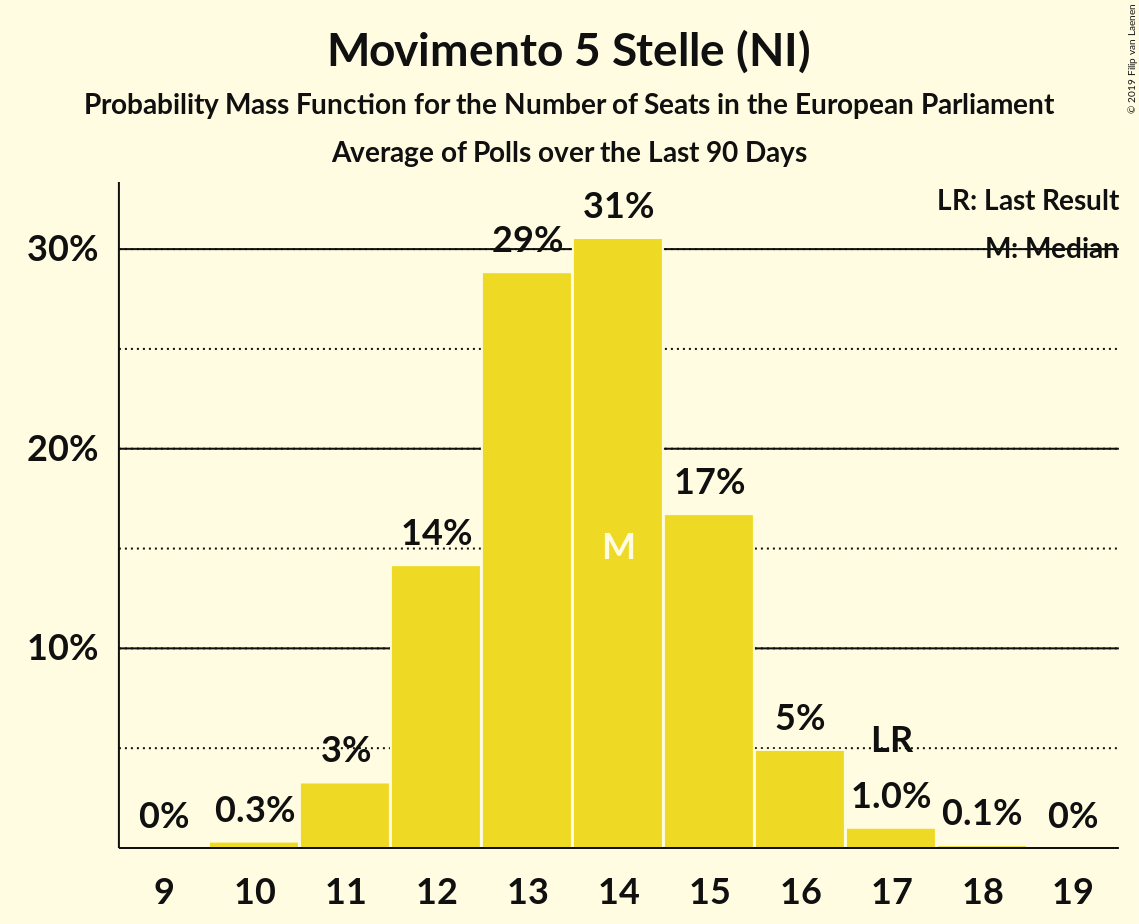 Movimento 5 Stelle (NI)
Probability Mass Function for the Number of Seats in the European Parliament
Average of Polls over the Last 90 Days
© 2019 Filip van Laenen
LR: Last Result
M: Median
30%
20%
10%
0%
0.3%
3%
14%
29%
31%
M
17%
5%
LR
1.0%
0.1%
0%
9 10 11 12 13 14 15 16 17 18 19